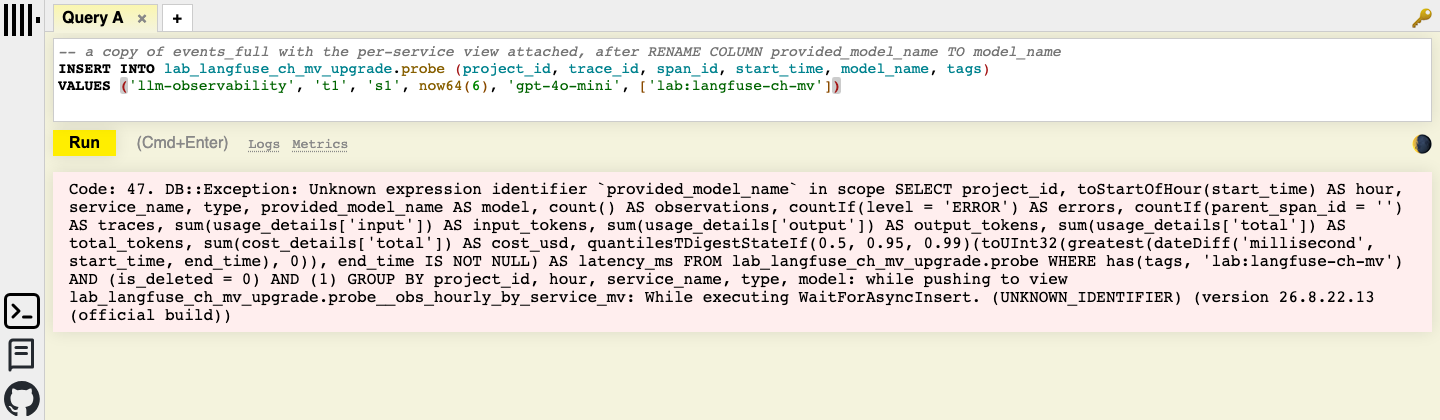 Query A ×
+
-- a copy of events_full with the per-service view attached, after RENAME COLUMN provided_model_name TO model_name
INSERT INTO lab_langfuse_ch_mv_upgrade.probe (project_id, trace_id, span_id, start_time, model_name, tags)
VALUES ('llm-observability', 't1', 's1', now64(6), 'gpt-4o-mini', ['lab:langfuse-ch-mv'])
Run (Cmd+Enter) Logs Metrics
Code: 47. DB::Exception: Unknown expression identifier `provided_model_name` in scope SELECT project_id, toStartOfHour(start_time) AS hour,
service_name, type, provided_model_name AS model, count() AS observations, countIf(level = 'ERROR') AS errors, countIf(parent_span_id = '')
AS traces, sum(usage_details['input']) AS input_tokens, sum(usage_details['output']) AS output_tokens, sum(usage_details['total']) AS
total_tokens, sum(cost_details['total']) AS cost_usd, quantilesTDigestStateIf(0.5, 0.95, 0.99)(toUInt32(greatest(dateDiff('millisecond',
start_time, end_time), 0)), end_time IS NOT NULL) AS latency_ms FROM lab_langfuse_ch_mv_upgrade.probe WHERE has(tags, 'lab:langfuse-ch-mv')
AND (is_deleted = 0) AND (1) GROUP BY project_id, hour, service_name, type, model: while pushing to view
lab_langfuse_ch_mv_upgrade.probe__obs_hourly_by_service_mv: While executing WaitForAsyncInsert. (UNKNOWN_IDENTIFIER) (version 26.8.22.13
(official build))